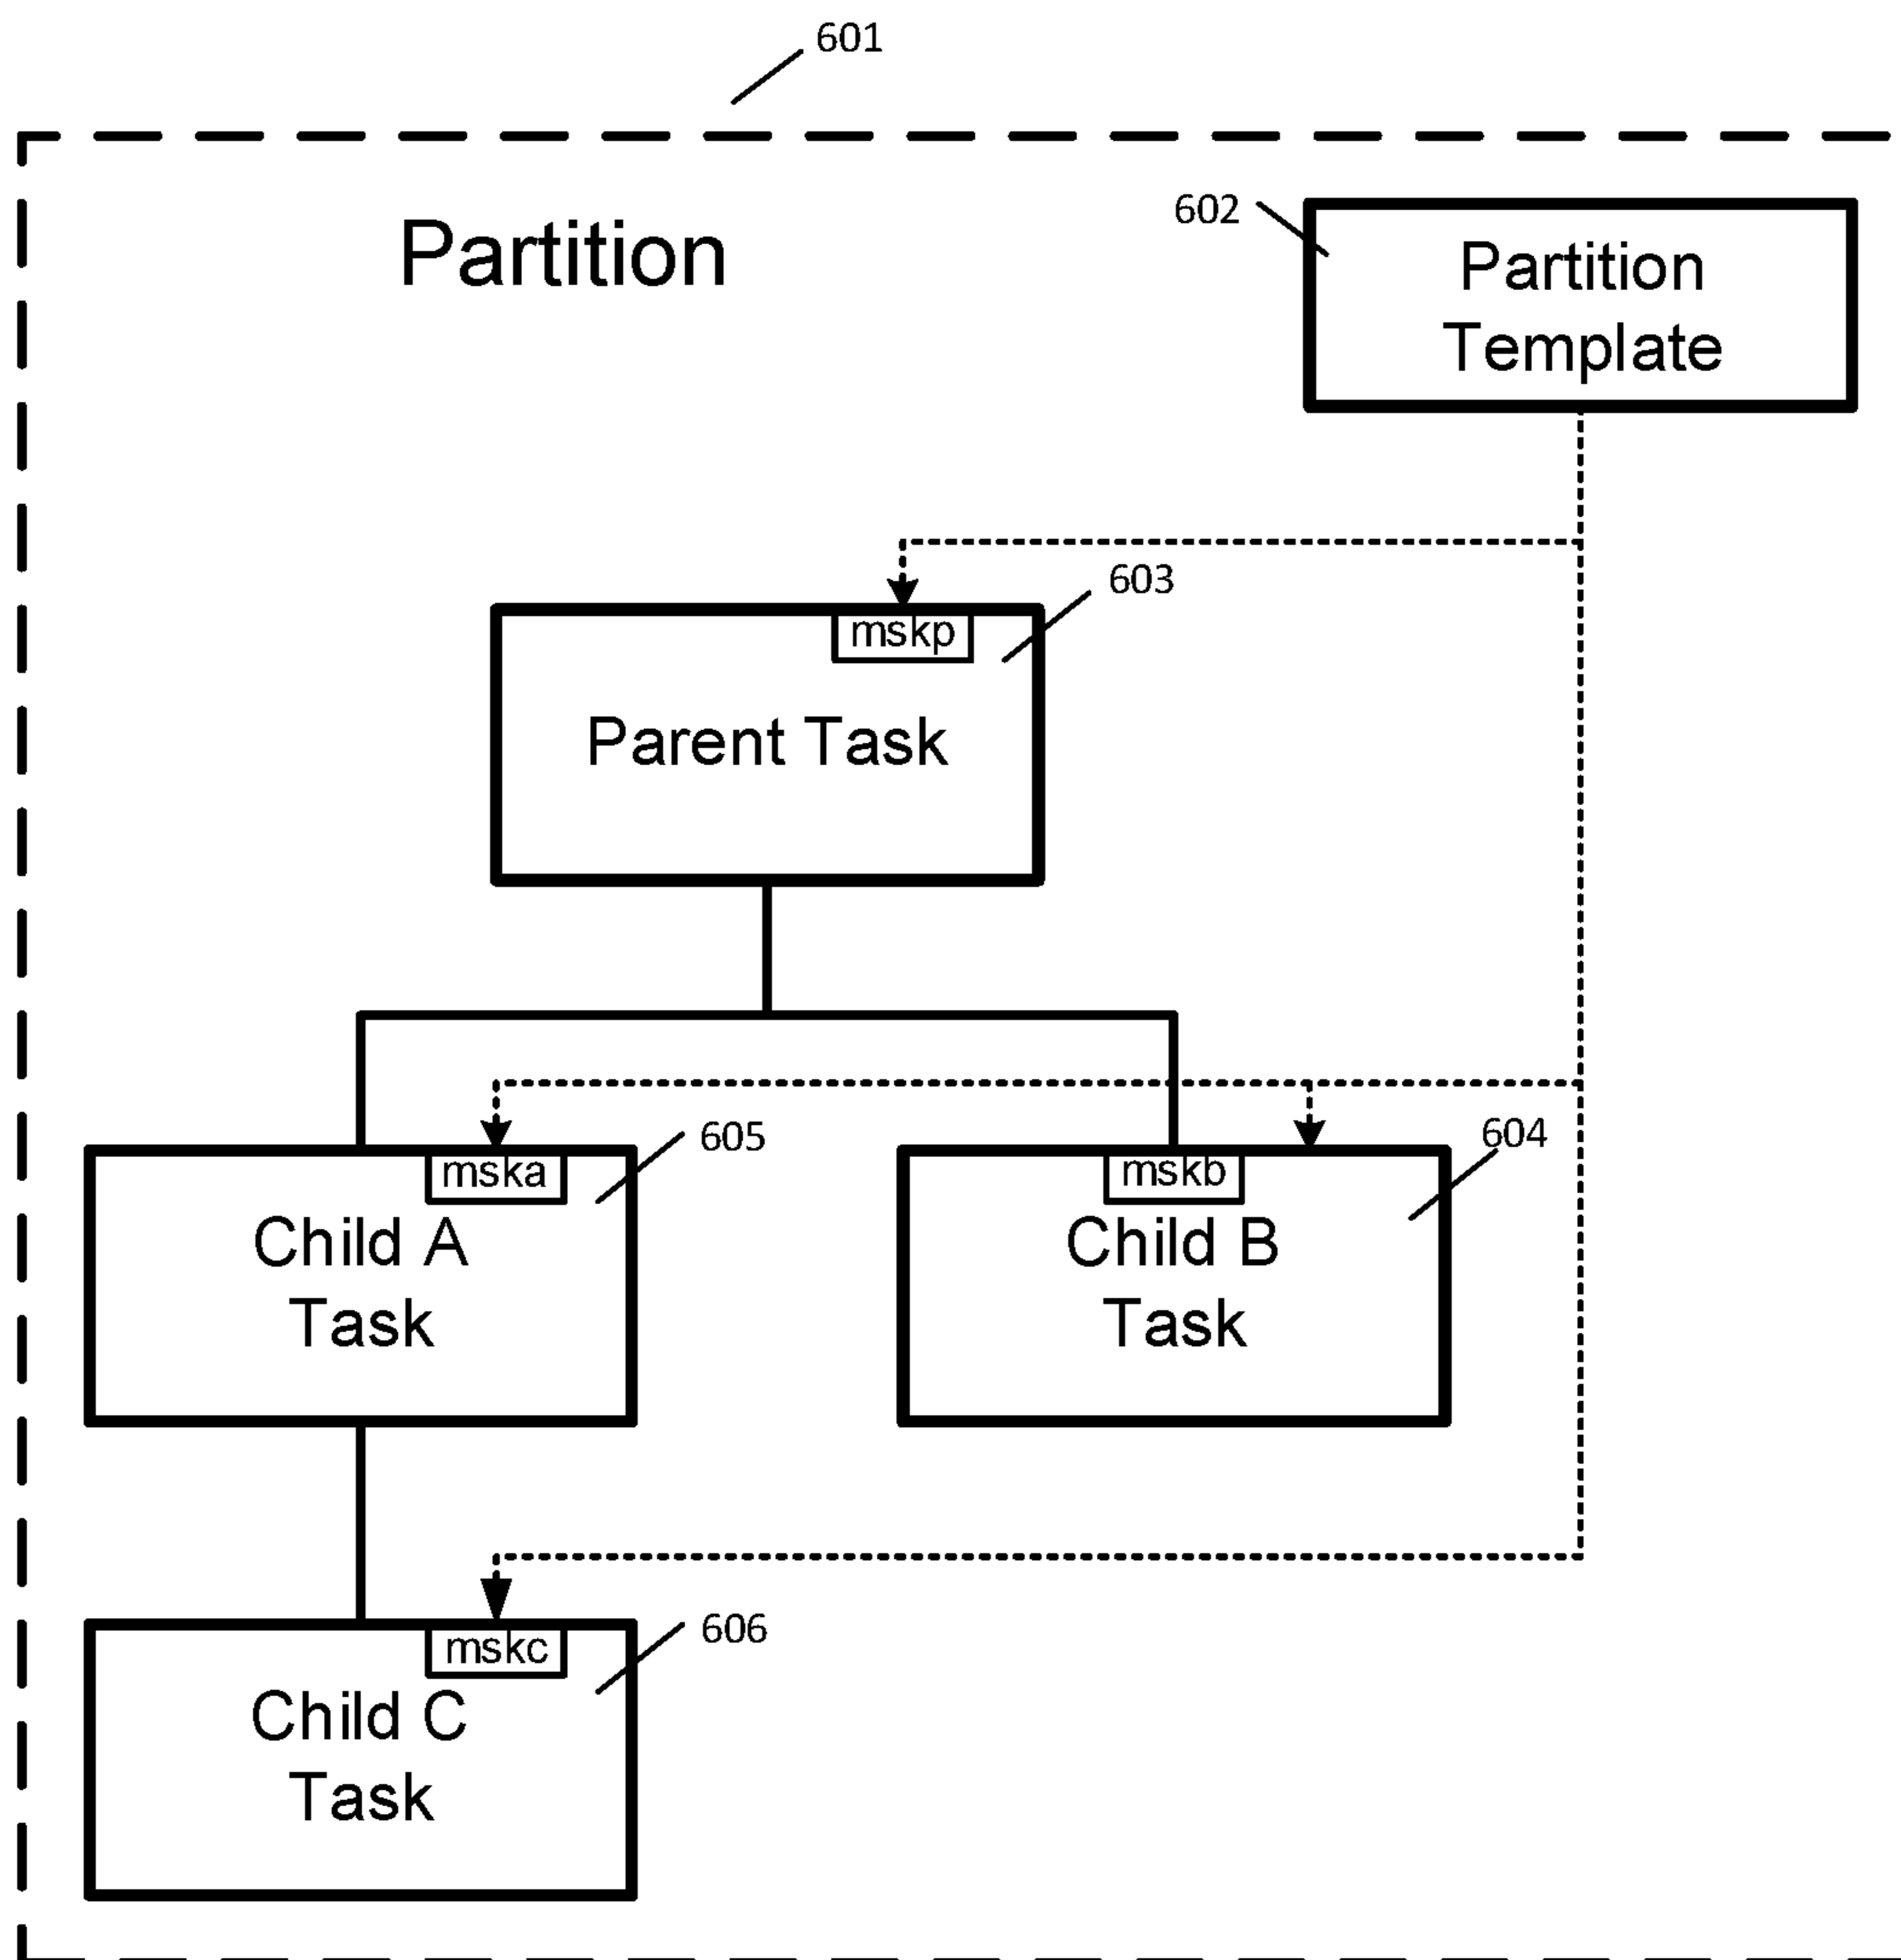 601
Partition
602
Partition
Template
603
mskp
Parent Task
605
604
mska
mskb
Child A
Task
Child B
Task
606
mskc
Child C
Task